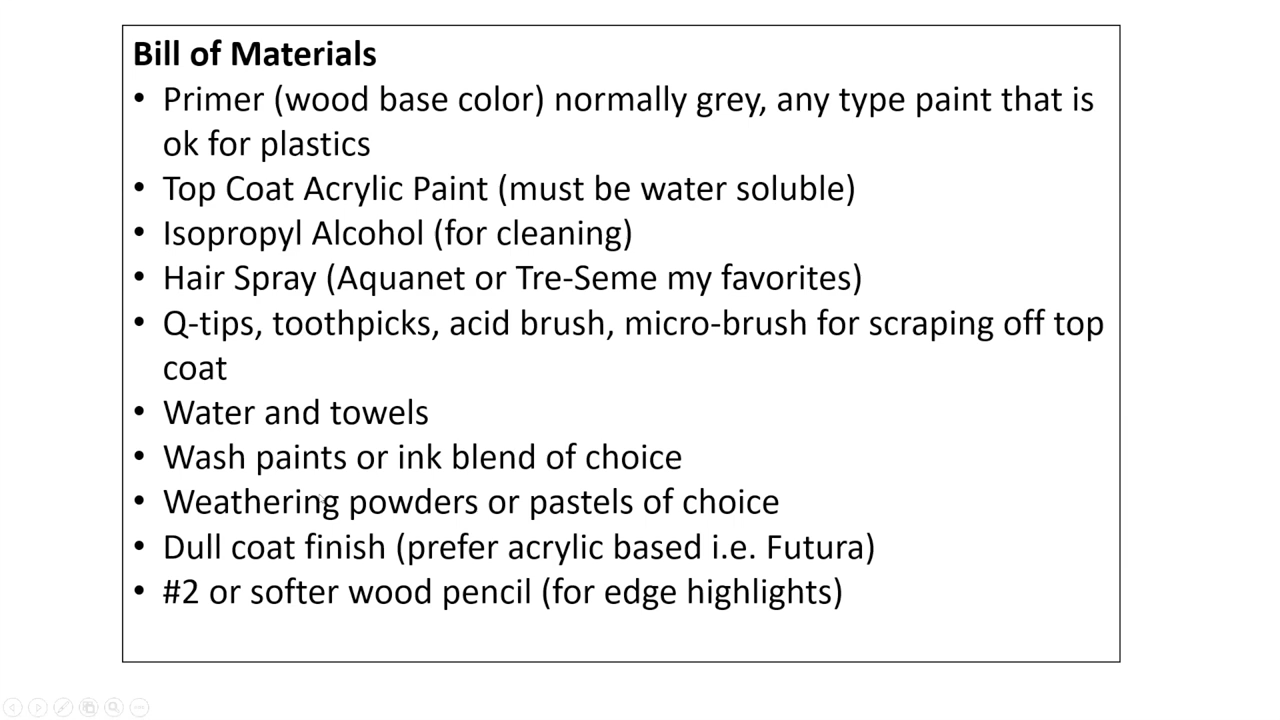 Bill of Materials
• Primer (wood base color) normally grey, any type paint that is
ok for plastics
• Top Coat Acrylic Paint (must be water soluble)
• Isopropyl Alcohol (for cleaning)
• Hair Spray (Aquanet or Tre-Seme my favorites)
• Q-tips, toothpicks, acid brush, micro-brush for scraping off top
coat
• Water and towels
• Wash paints or ink blend of choice
• Weathering powders or pastels of choice
• Dull coat finish (prefer acrylic based i.e. Futura)
• #2 or softer wood pencil (for edge highlights)